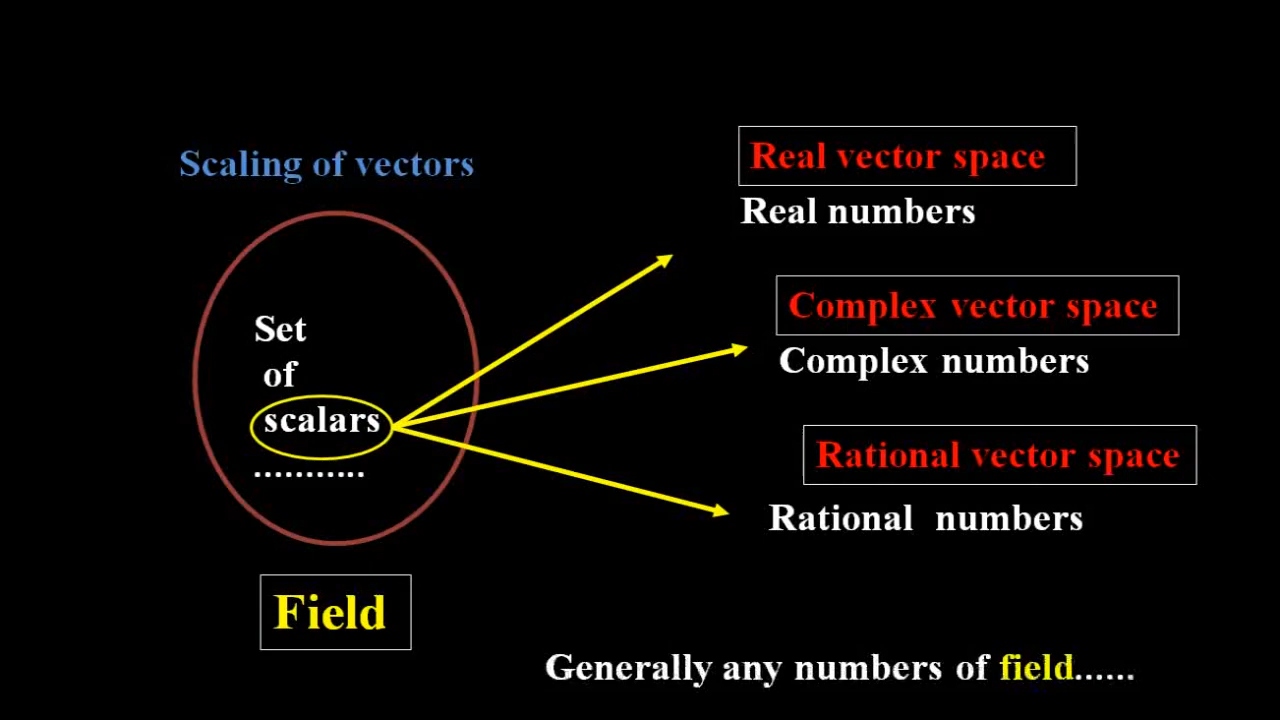 Scaling of vectors
Set
of
scalars
...........
Field
Real vector space
Real numbers
Complex vector space
Complex numbers
Rational vector space
Rational numbers
Generally any numbers of field......